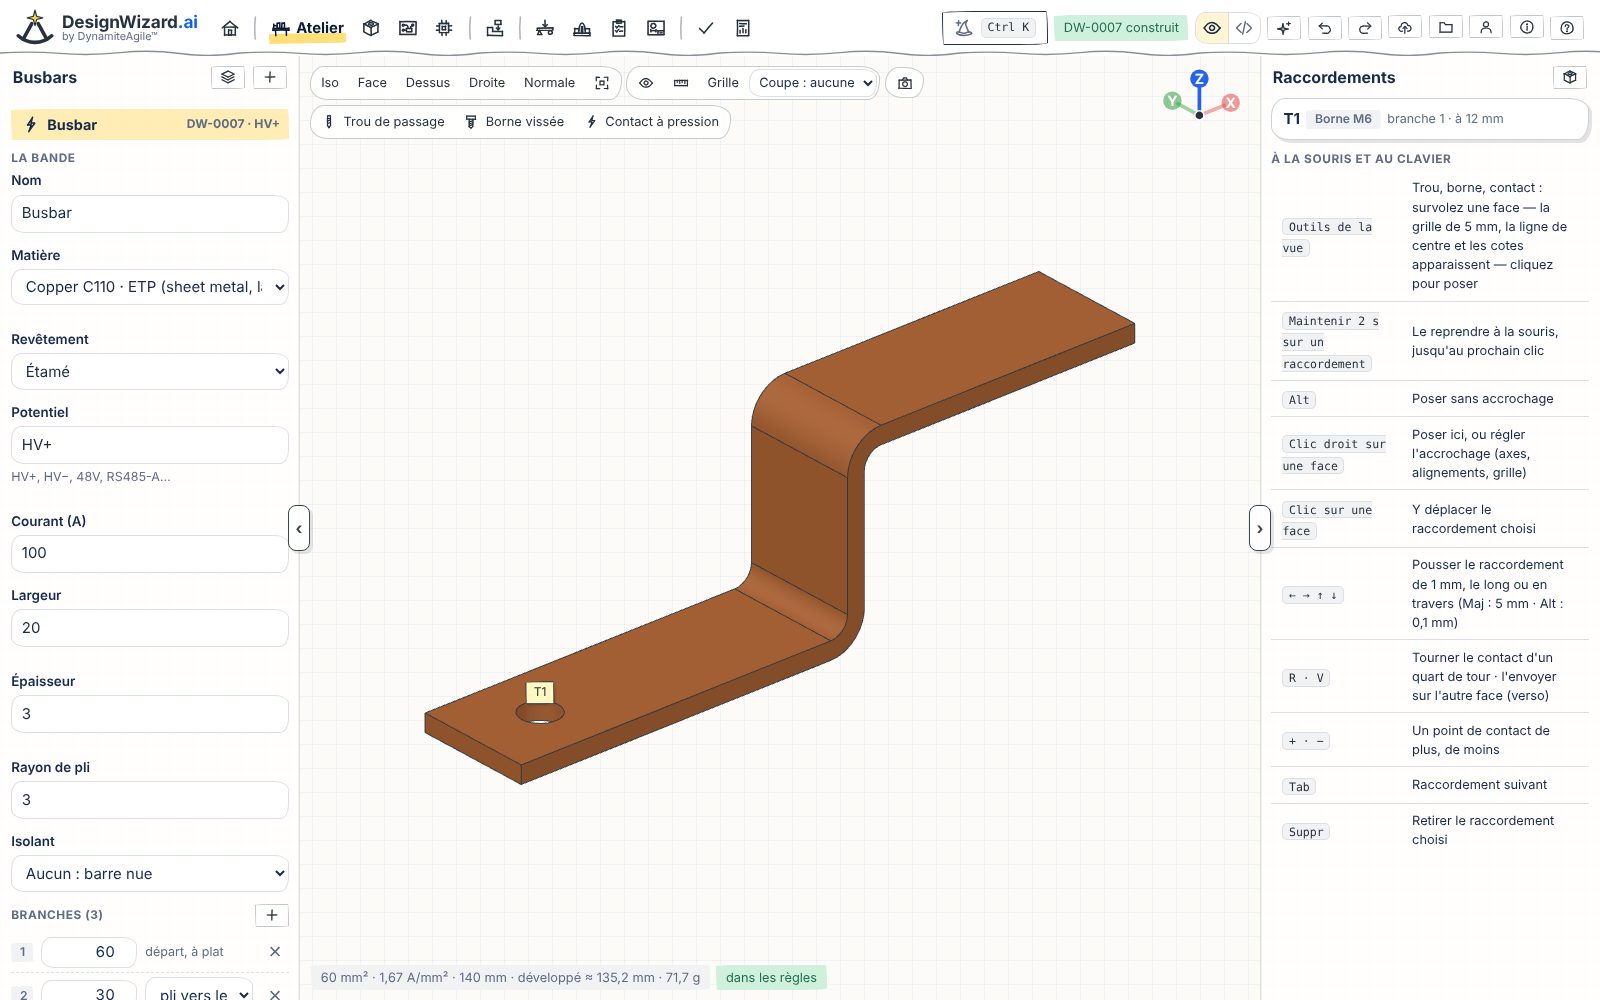 DesignWizard.ai
by DynamiteAgile™
Atelier
Ctrl K
DW-0007 construit
Busbars
Busbar
DW-0007 · HV+
LA BANDE
Nom
Busbar
Matière
Copper C110 · ETP (sheet metal, l
Revêtement
Étamé
Potentiel
HV+
HV+, HV−, 48V, RS485-A…
Courant (A)
100
Largeur
20
Épaisseur
3
Rayon de pli
3
Isolant
Aucun : barre nue
BRANCHES (3)
1 60 départ, à plat
2 30 pli vers le
Iso Face Dessus Droite Normale
Grille Coupe : aucune
Trou de passage Borne vissée Contact à pression
Z
Y
X
T1
60 mm² · 1,67 A/mm² · 140 mm · développé ≈ 135,2 mm · 71,7 g
dans les règles
Raccordements
T1 Borne M6 branche 1 · à 12 mm
À LA SOURIS ET AU CLAVIER
Outils de la
vue
Trou, borne, contact :
survolez une face — la
grille de 5 mm, la ligne de
centre et les cotes
apparaissent — cliquez
pour poser
Maintenir 2 s
sur un
raccordement
Le reprendre à la souris,
jusqu'au prochain clic
Alt
Poser sans accrochage
Clic droit sur
une face
Poser ici, ou régler
l'accrochage (axes,
alignements, grille)
Clic sur une
face
Y déplacer le
raccordement choisi
← → ↑ ↓
Pousser le raccordement
de 1 mm, le long ou en
travers (Maj : 5 mm · Alt :
0,1 mm)
R · V
Tourner le contact d'un
quart de tour · l'envoyer
sur l'autre face (verso)
+ · −
Un point de contact de
plus, de moins
Tab
Raccordement suivant
Suppr
Retirer le raccordement
choisi